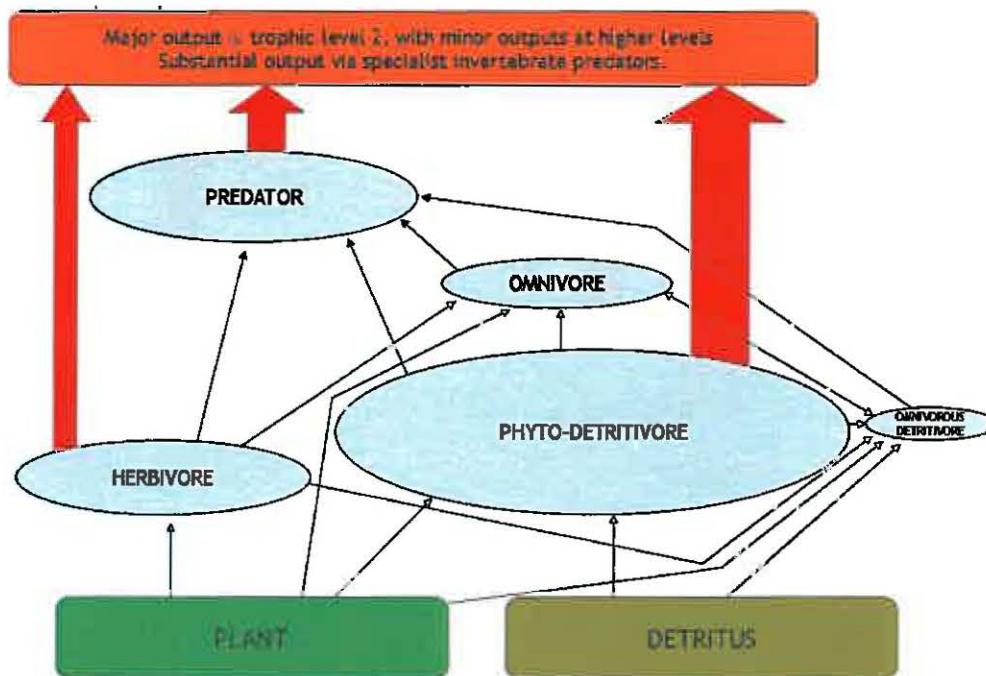 Major output trophic level 2, with minor outputs at higher levels
Substantial output via specialist invertebrate predators.
PREDATOR
OMNIVORE
OMNIVOROUS
DETRITIVORE
PHYTO-DETRITIVORE
HERBIVORE
PLANT
DETRITUS